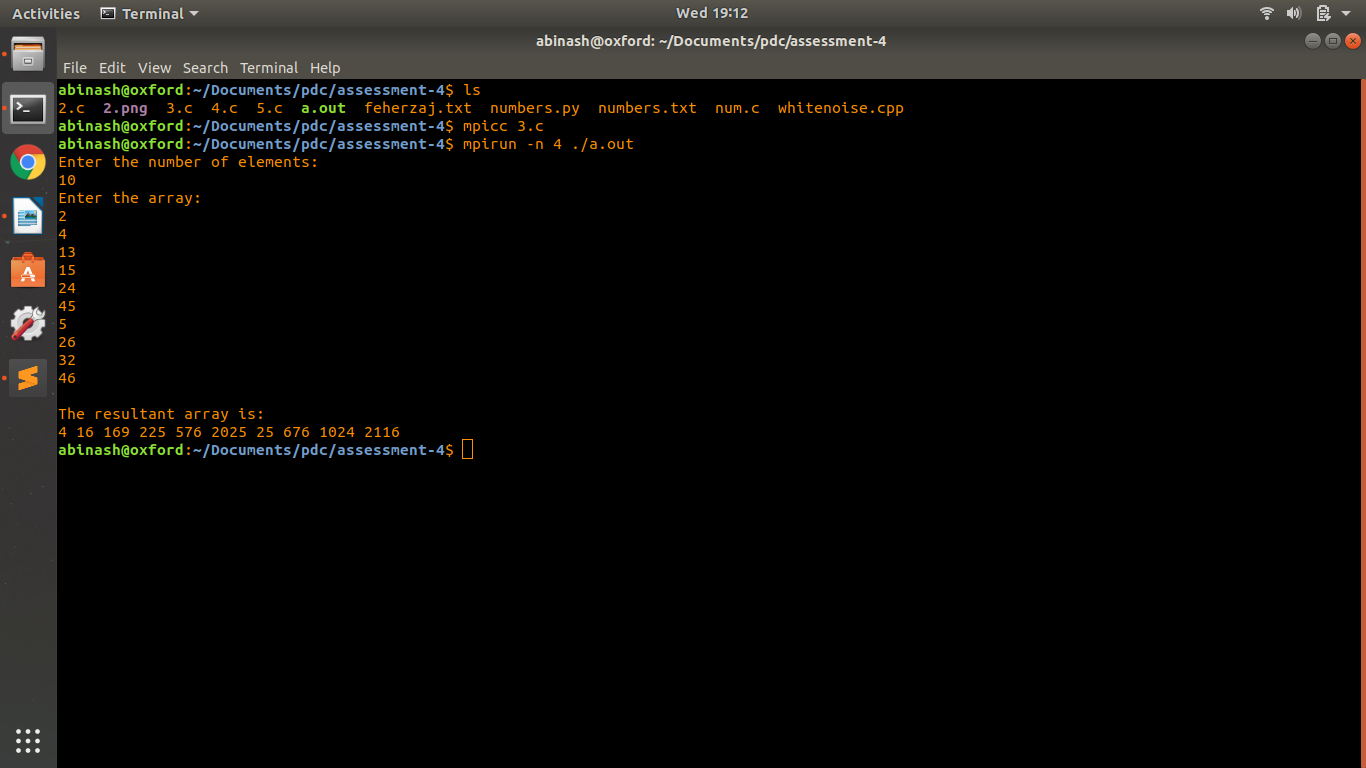 Activities Terminal Wed 19:12
abinash@oxford: ~/Documents/pdc/assessment-4
File Edit View Search Terminal Help
abinash@oxford:~/Documents/pdc/assessment-4$ ls
2.c 2.png 3.c 4.c 5.c a.out feherzaj.txt numbers.py numbers.txt num.c whitenoise.cpp
abinash@oxford:~/Documents/pdc/assessment-4$ mpicc 3.c
abinash@oxford:~/Documents/pdc/assessment-4$ mpirun -n 4 ./a.out
Enter the number of elements:
10
Enter the array:
2
4
13
15
24
45
5
26
32
46
The resultant array is:
4 16 169 225 576 2025 25 676 1024 2116
abinash@oxford:~/Documents/pdc/assessment-4$